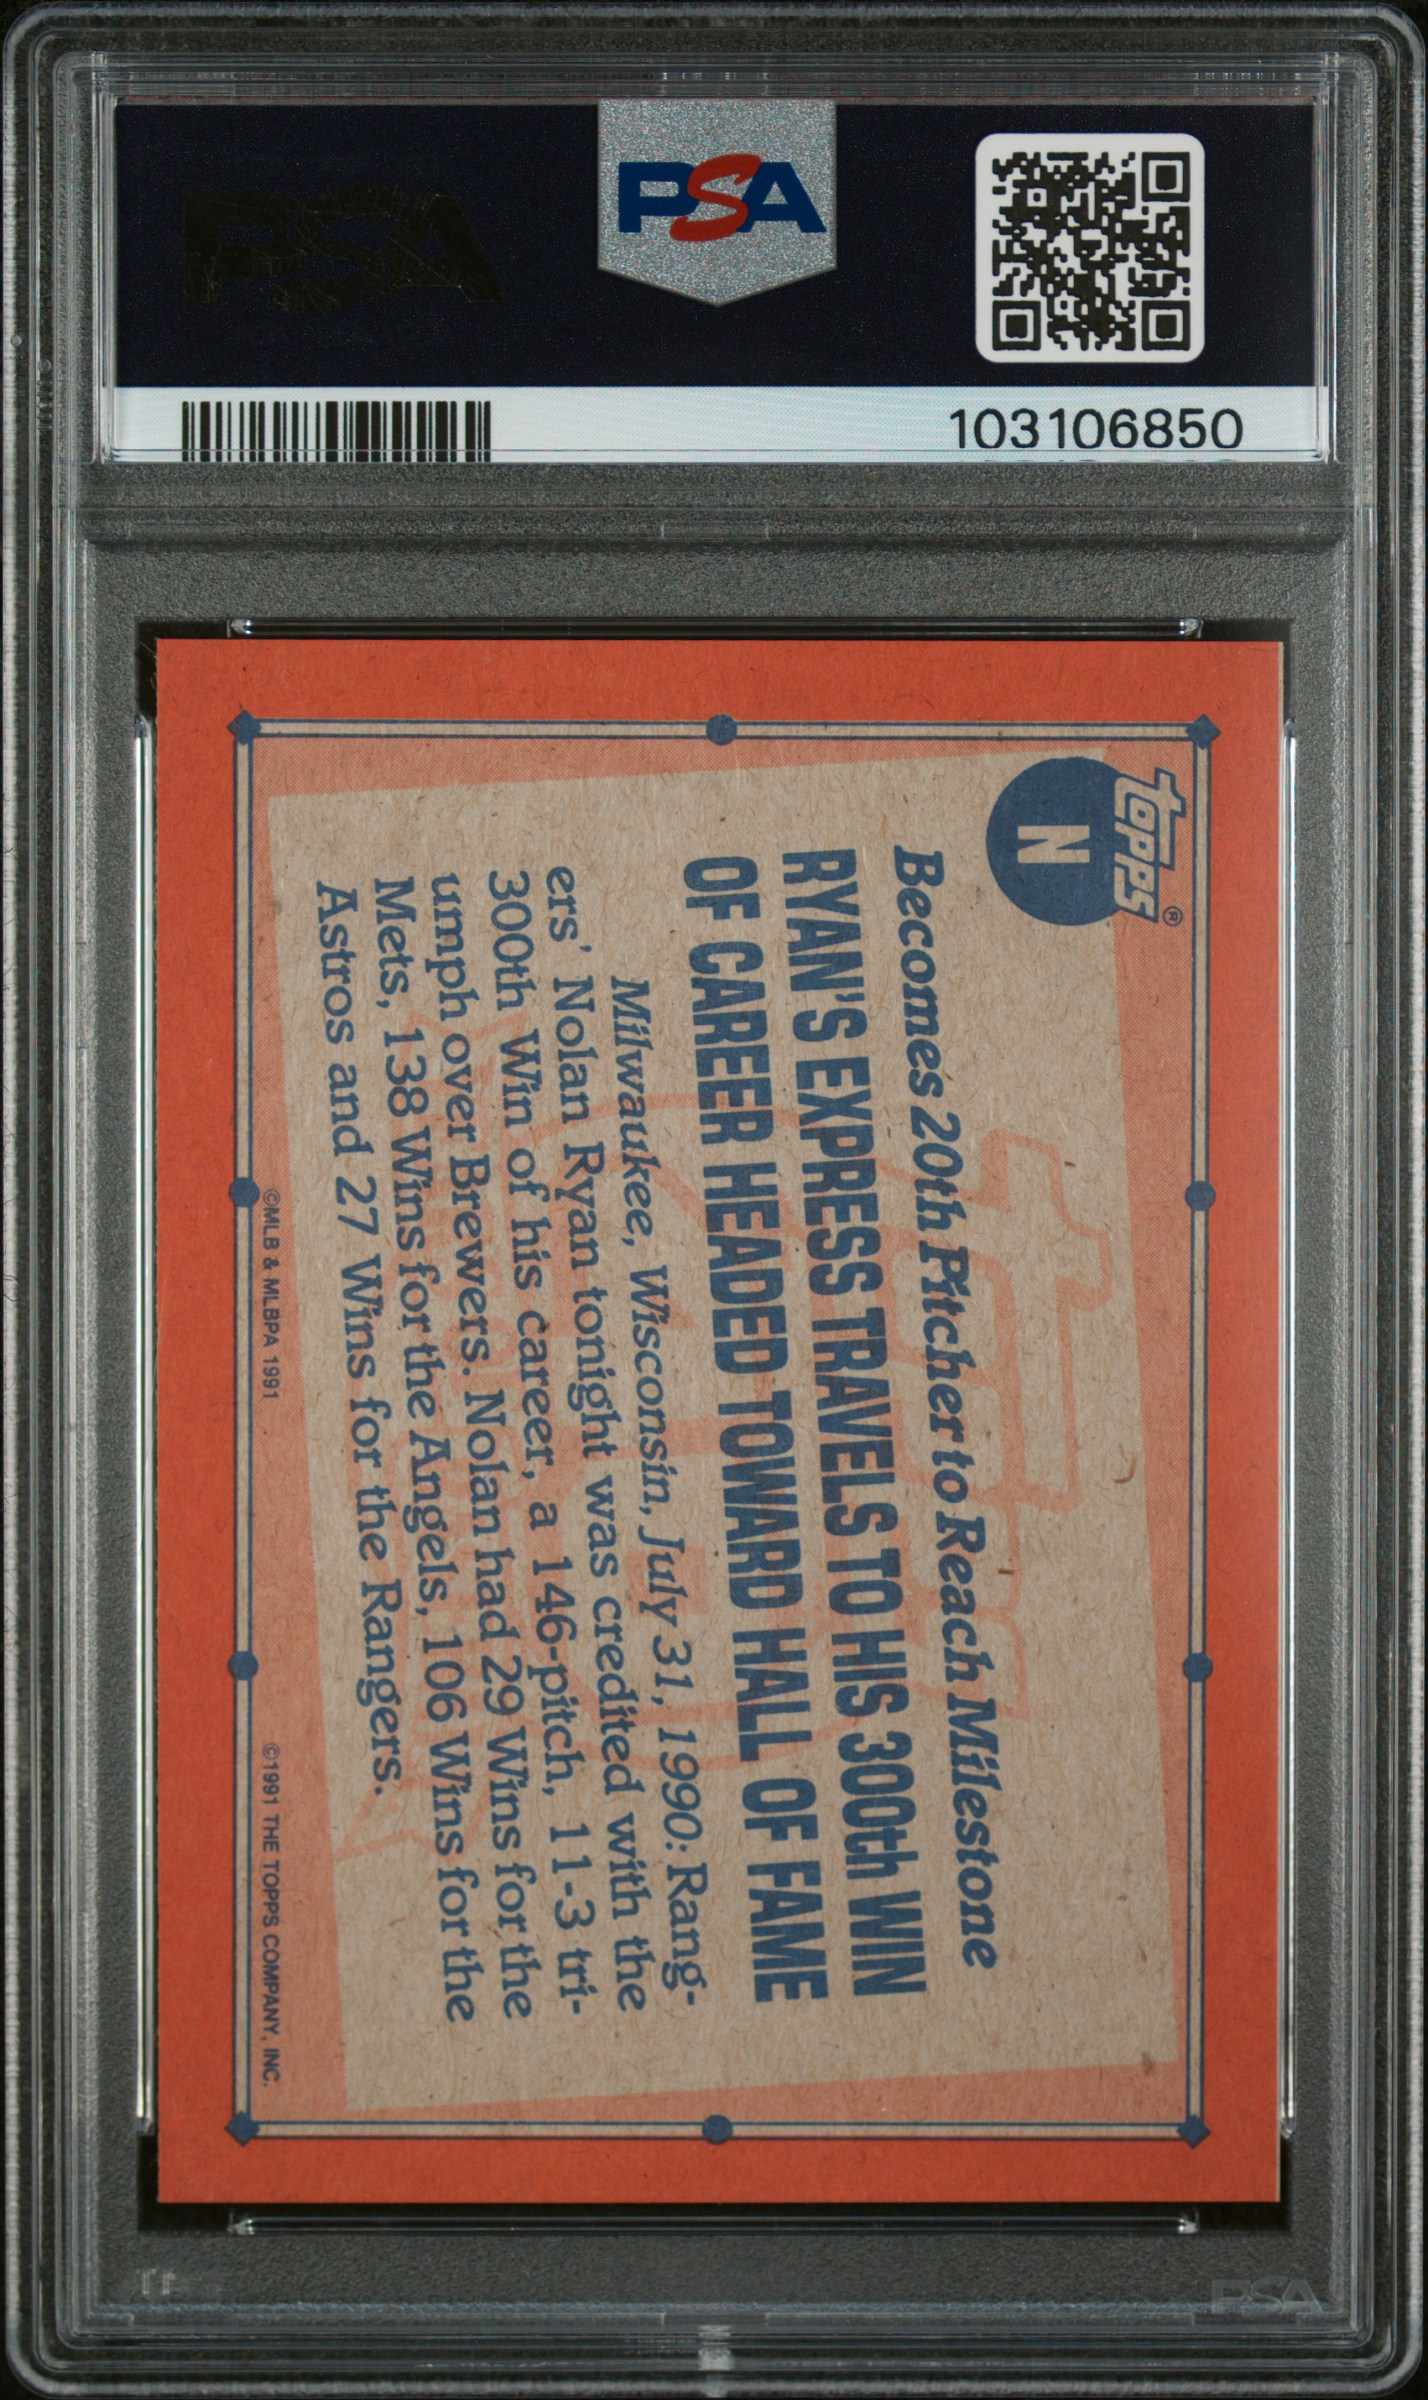 PSA
PSA
103106850
TOPPS®
N
Becomes 20th Pitcher to Reach Milestone
RYAN'S EXPRESS TRAVELS TO HIS 300th WIN
OF CAREER HEADED TOWARD HALL OF FAME
Milwaukee, Wisconsin, July 31, 1990: Rang-
ers' Nolan Ryan tonight was credited with the
300th Win of his career, a 146-pitch, 11-3 tri-
umph over Brewers. Nolan had 29 Wins for the
Mets, 138 Wins for the Angels, 106 Wins for the
Astros and 27 Wins for the Rangers.
©MLB & MLBPA 1991
©1991 THE TOPPS COMPANY, INC.
PSA